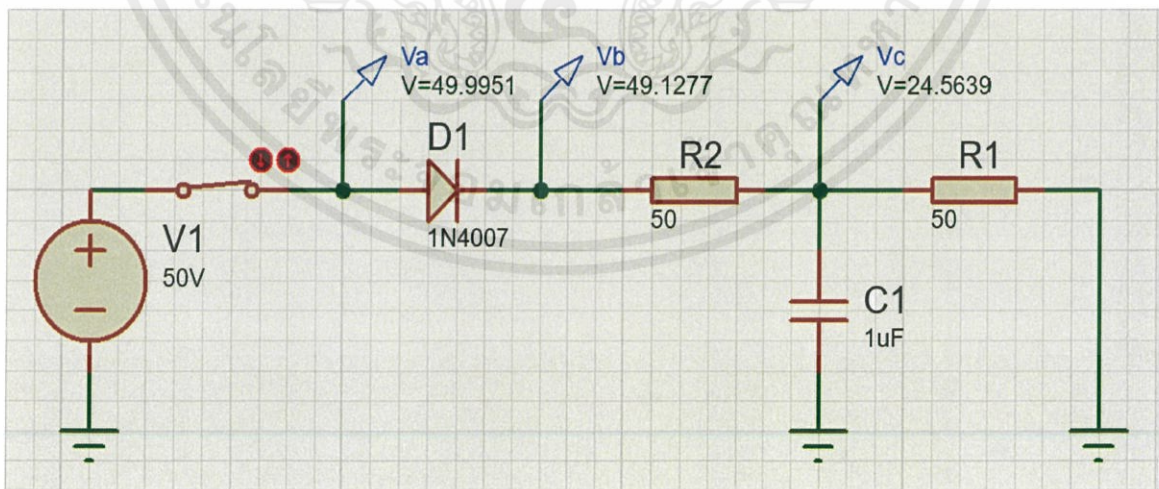 Va
V=49.9951
Vb
V=49.1277
Vc
V=24.5639
D1
1N4007
R2
50
R1
50
V1
50V
C1
1uF